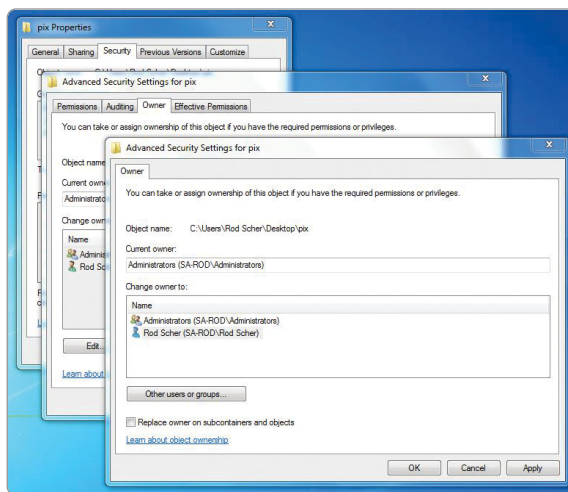 pix Properties
General Sharing Security Previous Versions Customize
Advanced Security Settings for pix
Permissions Auditing Owner Effective Permissions
You can take or assign ownership of this object if you have the required permissions or privileges.
Object name
Current own
Administrato
Change own
Name
Adminis
Rod Sc
Edit...
Learn about
Advanced Security Settings for pix
Owner
You can take or assign ownership of this object if you have the required permissions or privileges.
Object name: C:\Users\Rod Scher\Desktop\pix
Current owner:
Administrators (SA-ROD\Administrators)
Change owner to:
Name
Administrators (SA-ROD\Administrators)
Rod Scher (SA-ROD\Rod Scher)
Other users or groups...
Replace owner on subcontainers and objects
Learn about object ownership
OK Cancel Apply